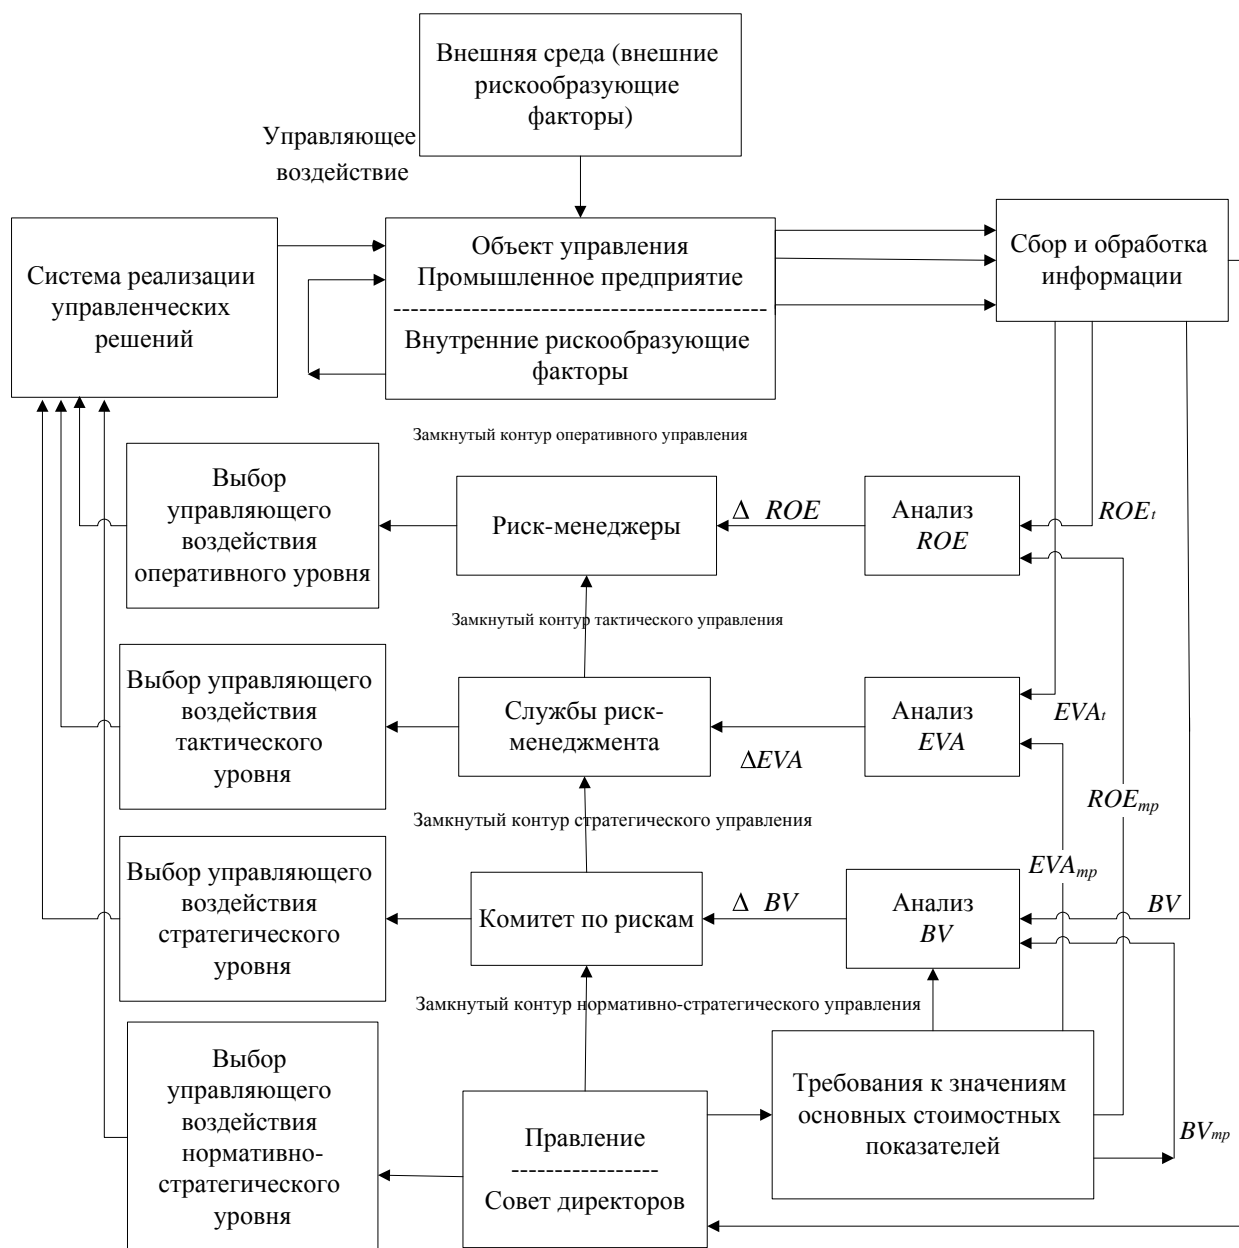 Внешняя среда (внешние
рискообразующие
факторы)
Управляющее
воздействие
Система реализации
управленческих
решений
Объект управления
Промышленное предприятие
-------------------------------------------
Внутренние рискообразующие
факторы
Сбор и обработка
информации
Замкнутый контур оперативного управления
Выбор
управляющего
воздействия
оперативного уровня
Риск-менеджеры
Δ ROE
Анализ
ROE
ROEt
Замкнутый контур тактического управления
Выбор управляющего
воздействия
тактического
уровня
Службы риск-
менеджмента
ΔEVA
Анализ
EVA
EVAt
ROEтр
Замкнутый контур стратегического управления
EVAтр
Выбор управляющего
воздействия
стратегического
уровня
Комитет по рискам
Δ BV
Анализ
BV
BV
Замкнутый контур нормативно-стратегического управления
Выбор
управляющего
воздействия
нормативно-
стратегического
уровня
Правление
-----------------
Совет директоров
Требования к значениям
основных стоимостных
показателей
BVтр